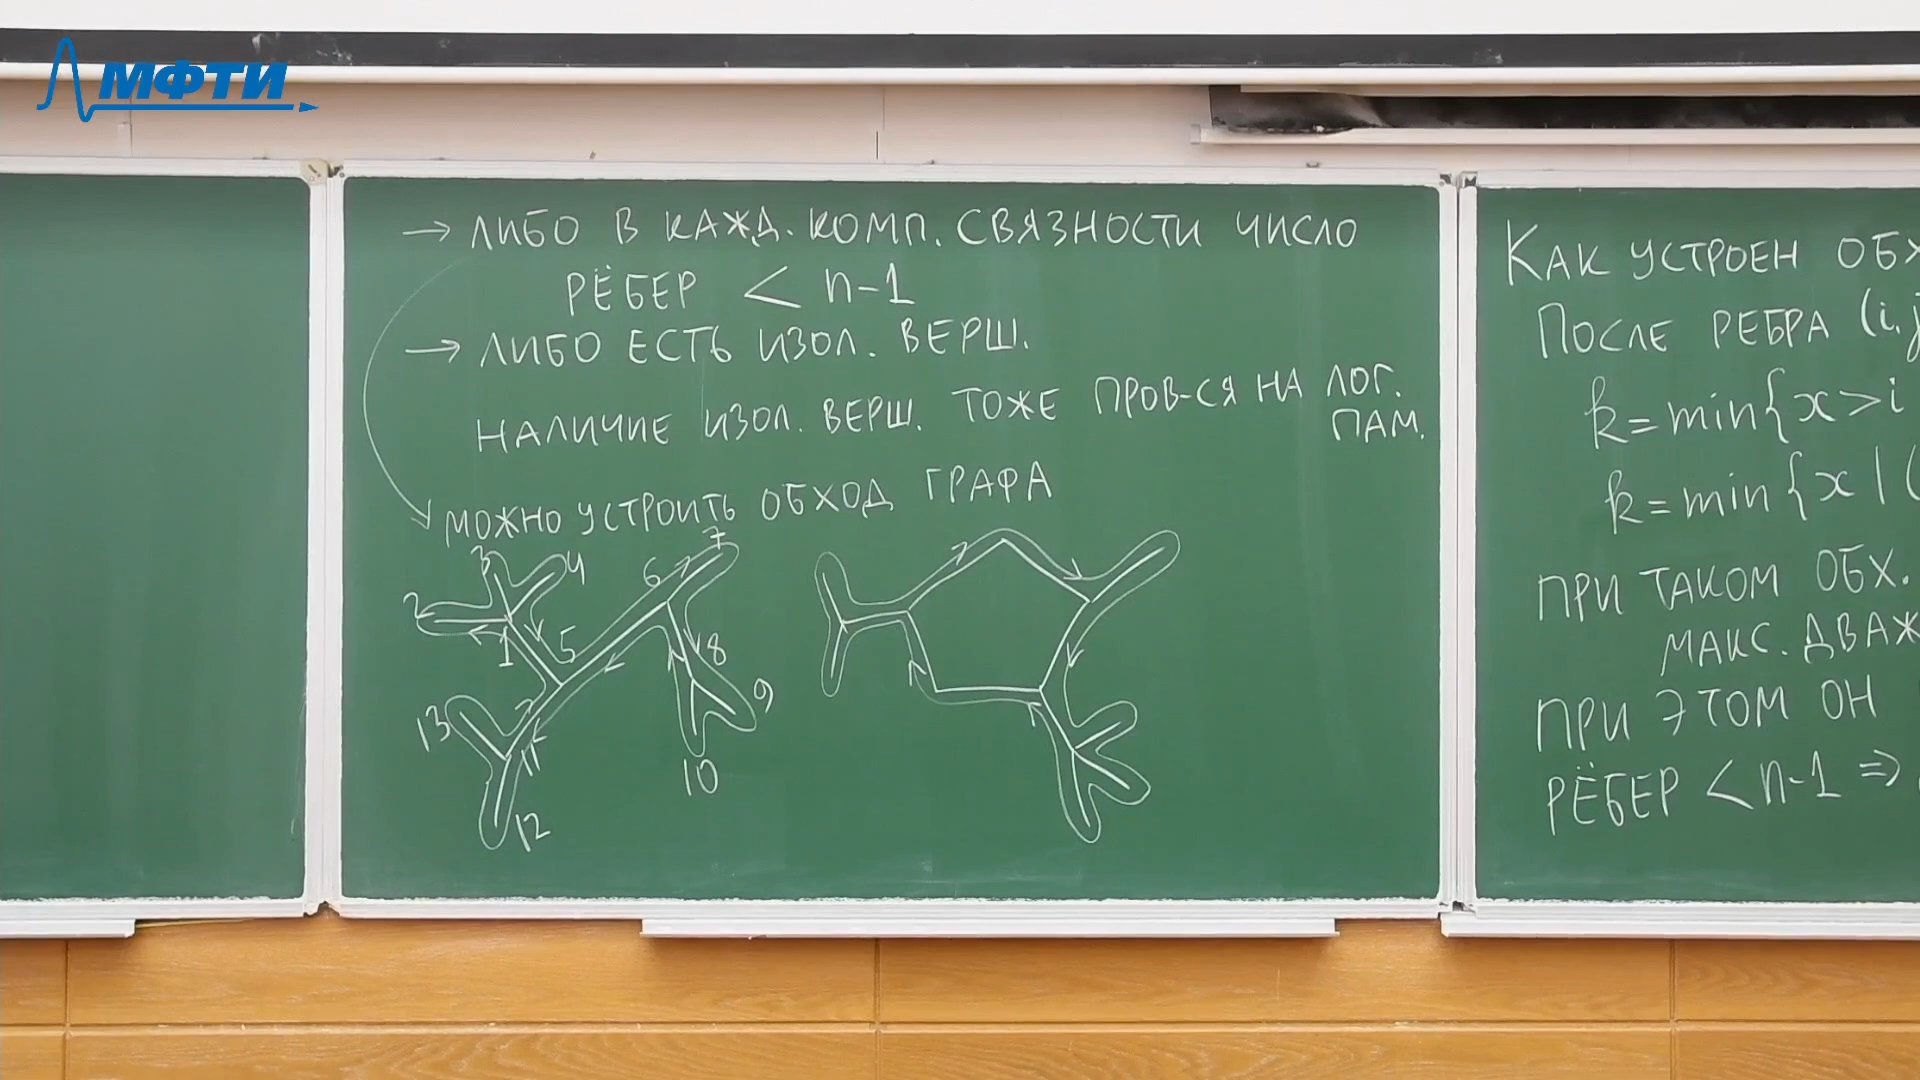 МФТИ
→ ЛИБО В КАЖД. КОМП. СВЯЗНОСТИ ЧИСЛО
РЁБЕР < n-1
→ ЛИБО ЕСТЬ ИЗОЛ. ВЕРШ.
НАЛИЧИЕ ИЗОЛ. ВЕРШ. ТОЖЕ ПРОВ-СЯ НА ЛОГ.
ПАМ.
МОЖНО УСТРОИТЬ ОБХОД ГРАФА
3 4 6 7
2
1 5 8
13 11 9
10
12
КАК УСТРОЕН ОБХ
ПОСЛЕ РЕБРА (i,j
k=min{x>i
k=min{x|(
ПРИ ТАКОМ ОБХ.
МАКС. ДВАЖ
ПРИ ЭТОМ ОН
РЁБЕР < n-1 ⇒